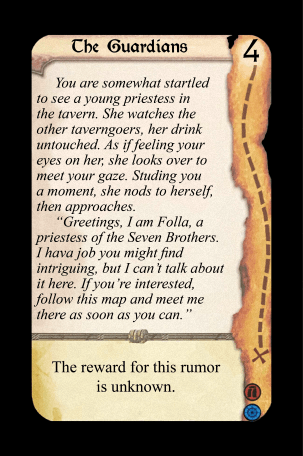 The Guardians
4
You are somewhat startled
to see a young priestess in
the tavern. She watches the
other taverngoers, her drink
untouched. As if feeling your
eyes on her, she looks over to
meet your gaze. Studing you
a moment, she nods to herself,
then approaches.
“Greetings, I am Folla, a
priestess of the Seven Brothers.
I hava job you might find
intriguing, but I can't talk about
it here. If you're interested,
follow this map and meet me
there as soon as you can.”
The reward for this rumor
is unknown.